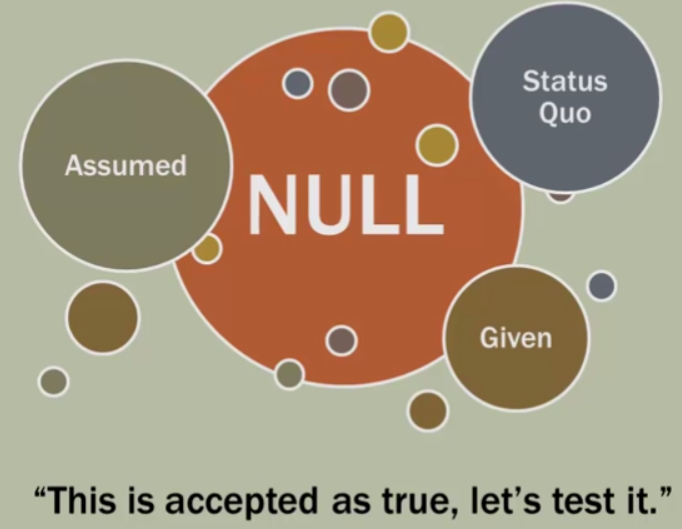 Status
Quo
Assumed
NULL
Given
“This is accepted as true, let’s test it.”